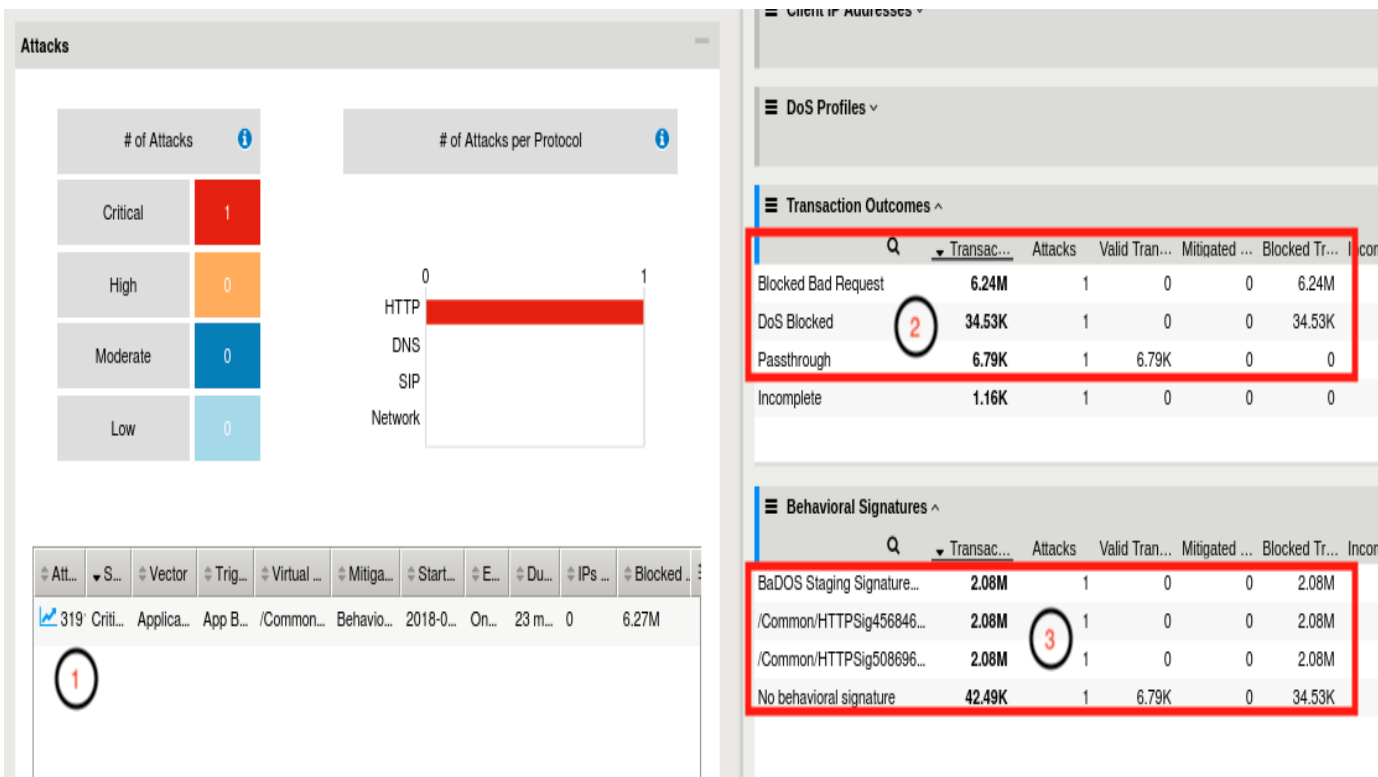 Attacks
# of Attacks
Critical 1
High 0
Moderate 0
Low 0
# of Attacks per Protocol
0 1
HTTP
DNS
SIP
Network
Att... S... Vector Trig... Virtual ... Mitiga... Start... E... Du... IPs ... Blocked ..
319 Criti... Applica... App B... /Common... Behavio... 2018-0... On... 23 m... 0 6.27M
1
Client IP Addresses
DoS Profiles
Transaction Outcomes
Transac... Attacks Valid Tran... Mitigated ... Blocked Tr... Incom
Blocked Bad Request 6.24M 1 0 0 6.24M
DoS Blocked 34.53K 1 0 0 34.53K
Passthrough 6.79K 1 6.79K 0 0
Incomplete 1.16K 1 0 0 0
2
Behavioral Signatures
Transac... Attacks Valid Tran... Mitigated ... Blocked Tr... Incom
BaDOS Staging Signature... 2.08M 1 0 0 2.08M
/Common/HTTPSig456846... 2.08M 1 0 0 2.08M
/Common/HTTPSig508696... 2.08M 1 0 0 2.08M
No behavioral signature 42.49K 1 6.79K 0 34.53K
3